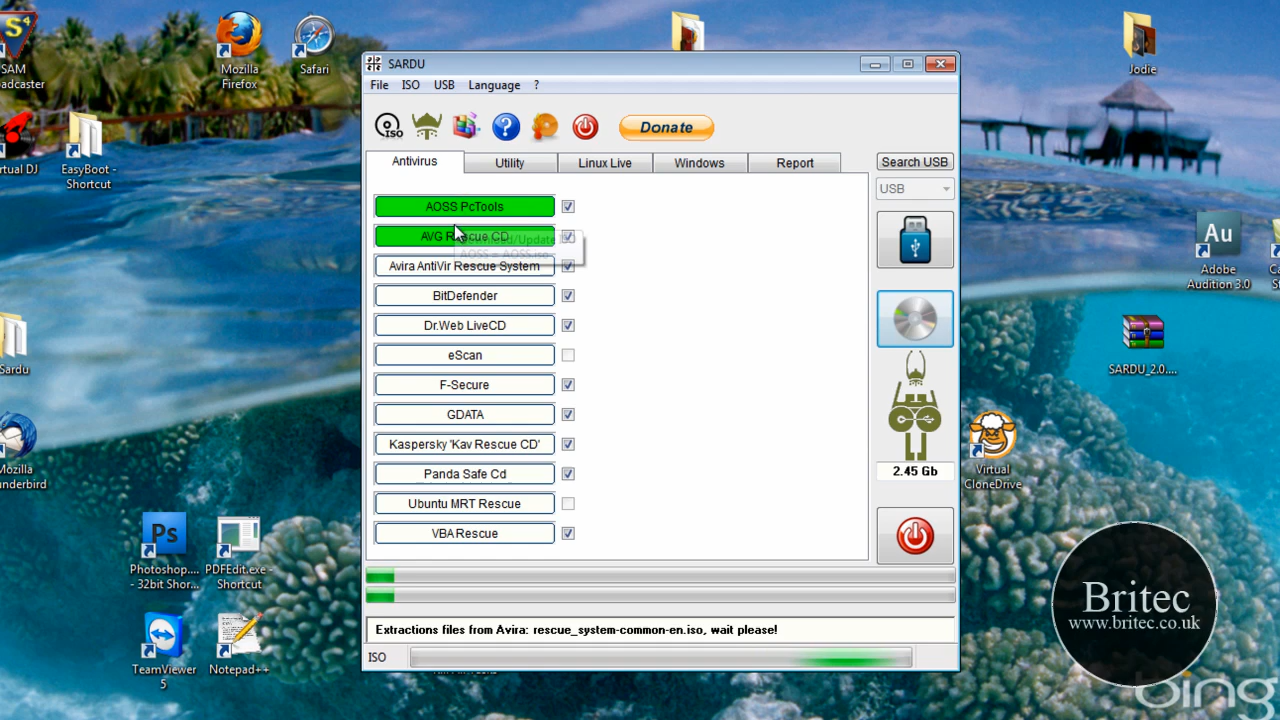 SAM
oadcaster
Mozilla
Firefox
Safari
Jodie
rtual DJ
EasyBoot -
Shortcut
Au
Adobe
Audition 3.0
SARDU_2.0....
Sardu
Mozilla
underbird
Virtual
CloneDrive
Ps
Photoshop....
- 32bit Shor...
PDFEdit.exe -
Shortcut
TeamViewer
5
Notepad++
SARDU
File ISO USB Language ?
ISO
Donate
Antivirus Utility Linux Live Windows Report
Search USB
USB
AOSS PcTools
AVG Rescue CD
Avira AntiVir Rescue System
BitDefender
Dr.Web LiveCD
eScan
F-Secure
GDATA
Kaspersky 'Kav Rescue CD'
Panda Safe Cd
Ubuntu MRT Rescue
VBA Rescue
2.45 Gb
Extractions files from Avira: rescue_system-common-en.iso, wait please!
ISO
Britec
www.britec.co.uk
bing